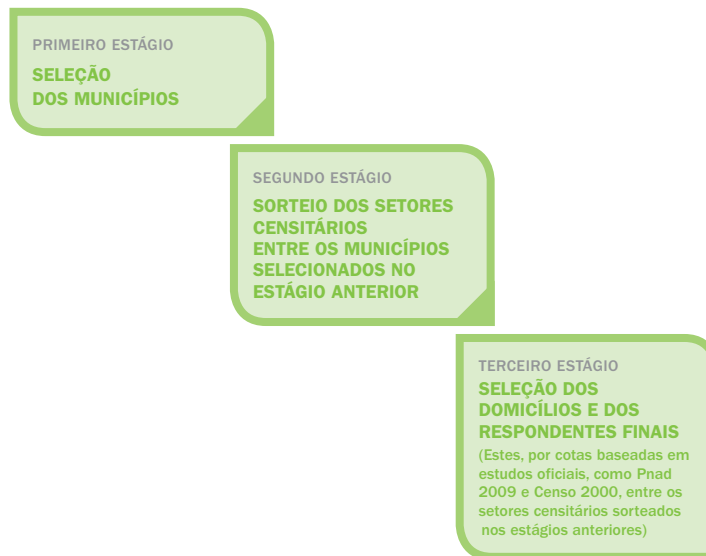 PRIMEIRO ESTÁGIO
SELEÇÃO
DOS MUNICÍPIOS
SEGUNDO ESTÁGIO
SORTEIO DOS SETORES
CENSITÁRIOS
ENTRE OS MUNICÍPIOS
SELECIONADOS NO
ESTÁGIO ANTERIOR
TERCEIRO ESTÁGIO
SELEÇÃO DOS
DOMICÍLIOS E DOS
RESPONDENTES FINAIS
(Estes, por cotas baseadas em
estudos oficiais, como Pnad
2009 e Censo 2000, entre os
setores censitários sorteados
nos estágios anteriores)